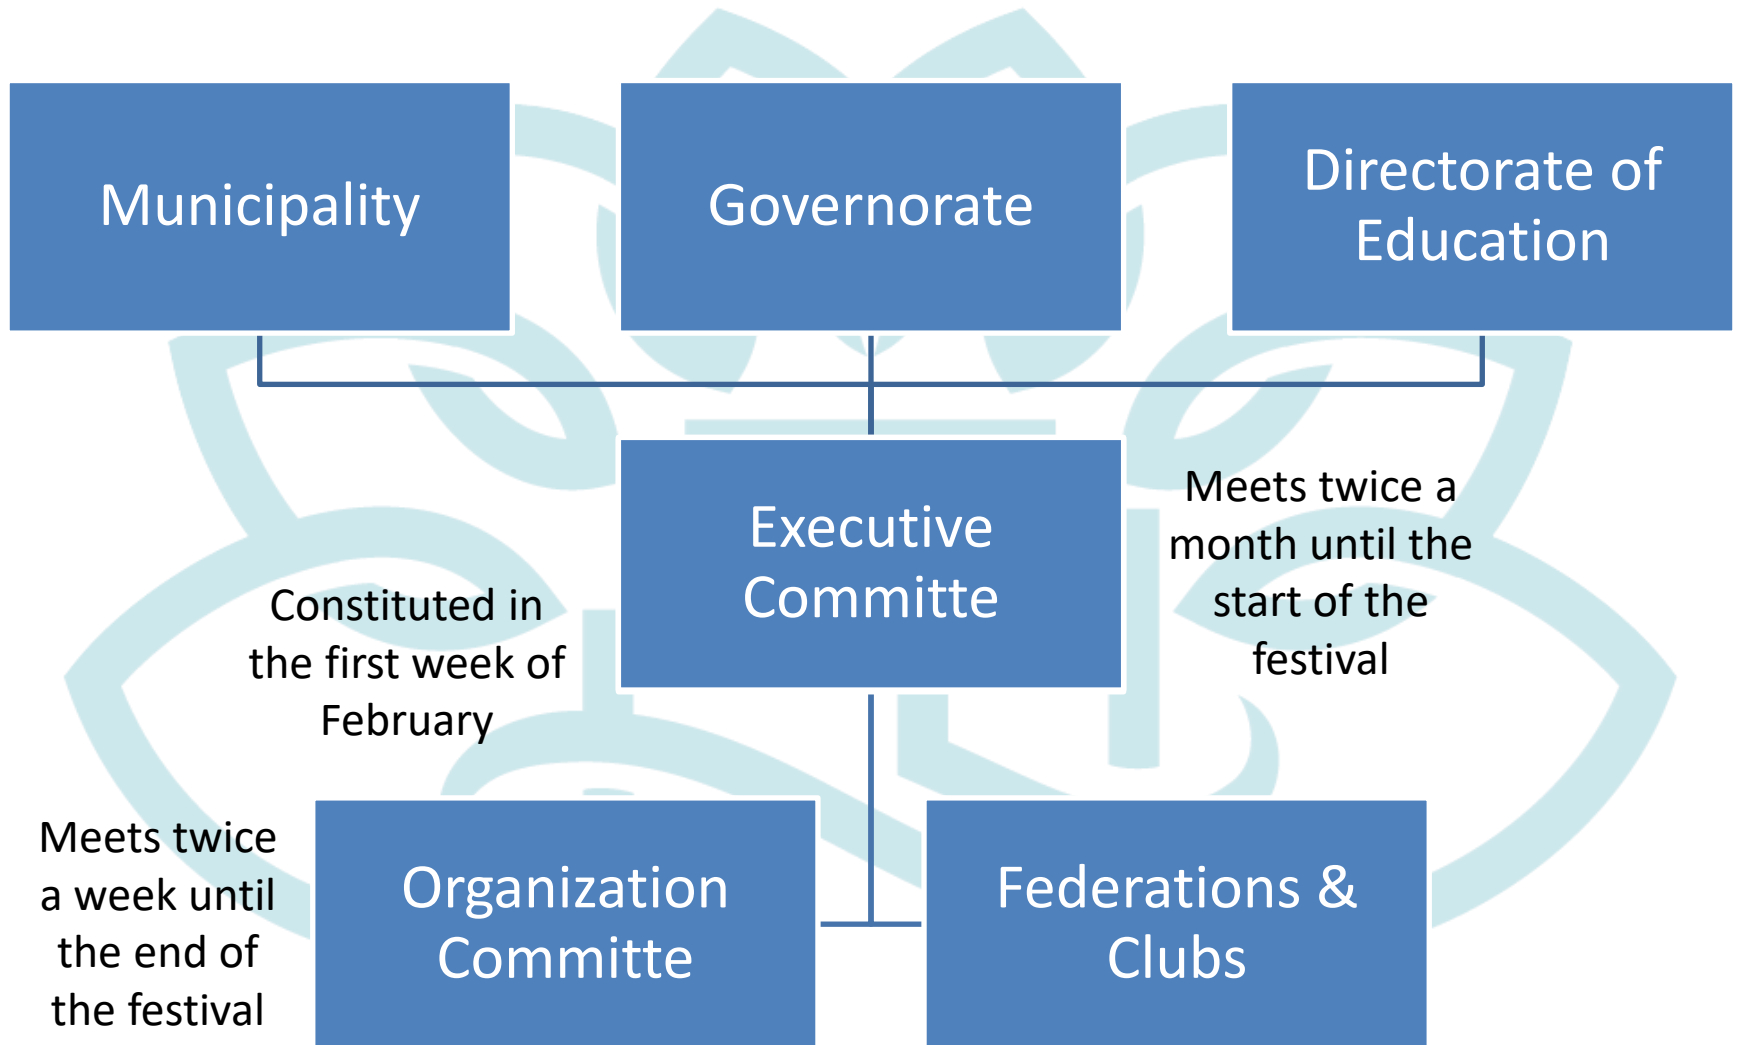 Municipality
Governorate
Directorate of
Education
Executive
Committe
Meets twice a
month until the
start of the
festival
Constituted in
the first week of
February
Meets twice
a week until
the end of
the festival
Organization
Committe
Federations &
Clubs